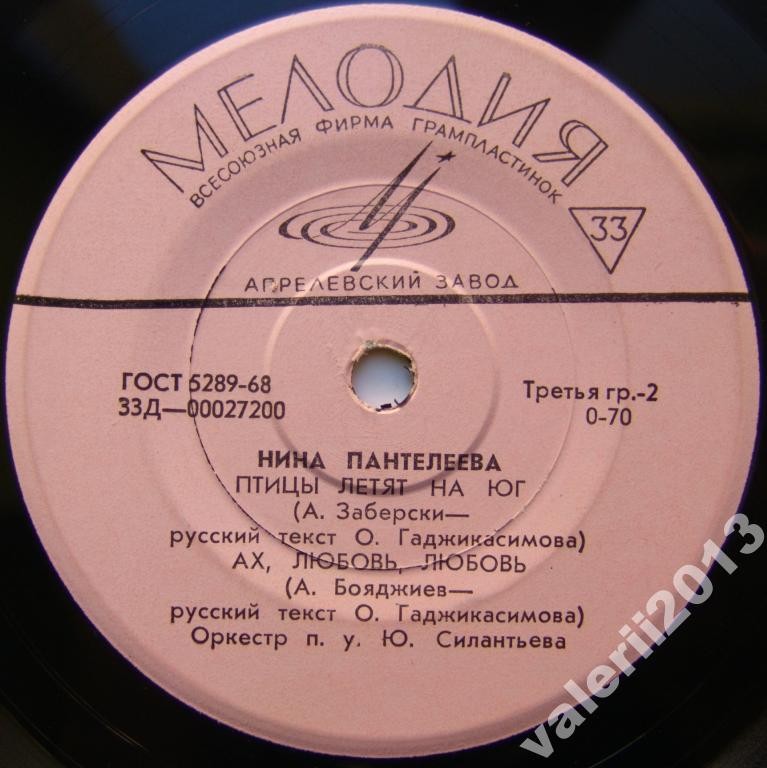 МЕЛОДИЯ
ВСЕСОЮЗНАЯ ФИРМА ГРАМПЛАСТИНОК
33
АПРЕЛЕВСКИЙ ЗАВОД
ГОСТ 5289-68
33Д—00027200
Третья гр.-2
0-70
НИНА ПАНТЕЛЕЕВА
ПТИЦЫ ЛЕТЯТ НА ЮГ
(А. Заберски—
русский текст О. Гаджикасимова)
АХ, ЛЮБОВЬ, ЛЮБОВЬ
(А. Бояджиев—
русский текст О. Гаджикасимова)
Оркестр п. у. Ю. Силантьева
valerii2013